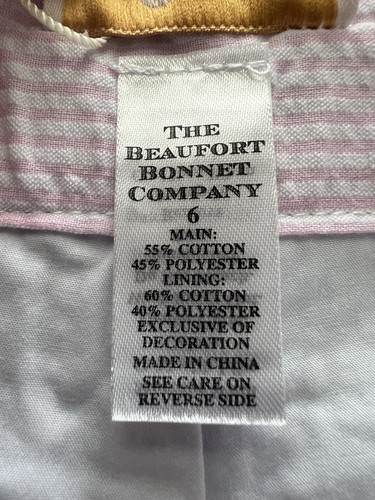 THE
BEAUFORT
BONNET
COMPANY
6
MAIN:
55% COTTON
45% POLYESTER
LINING:
60% COTTON
40% POLYESTER
EXCLUSIVE OF
DECORATION
MADE IN CHINA
SEE CARE ON
REVERSE SIDE